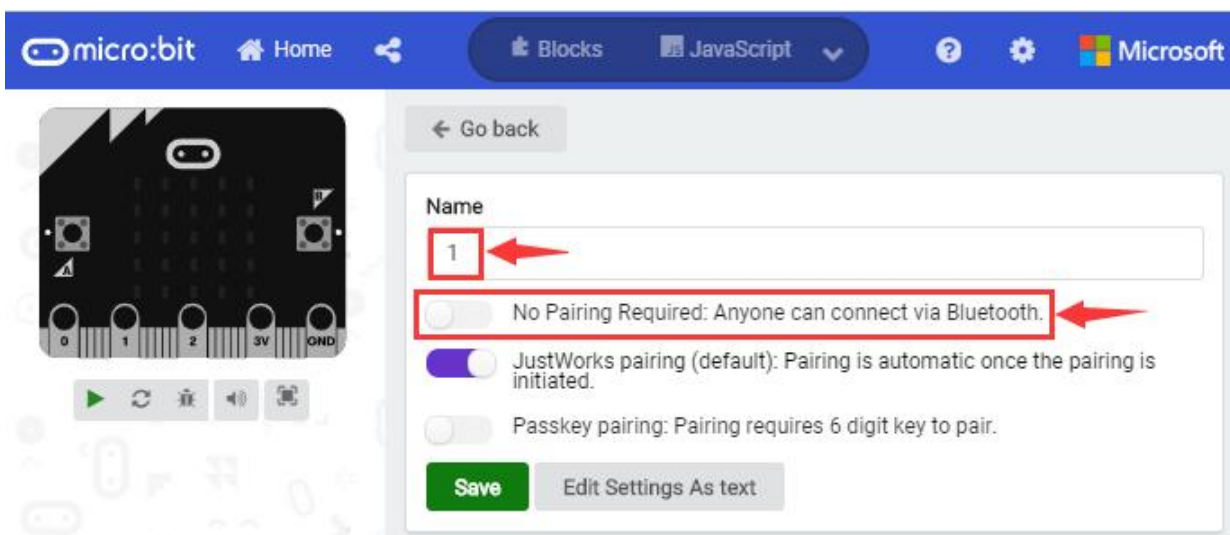 micro:bit Home Blocks JS JavaScript ? Microsoft
Go back
Name
1
No Pairing Required: Anyone can connect via Bluetooth.
JustWorks pairing (default): Pairing is automatic once the pairing is
initiated.
Passkey pairing: Pairing requires 6 digit key to pair.
Save Edit Settings As text
B
A
0 1 2 3V GND